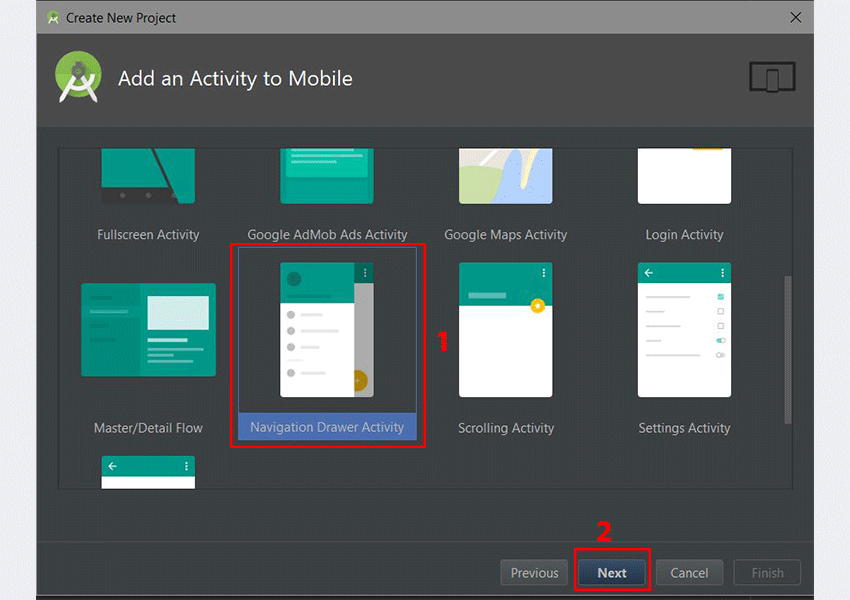 Create New Project
Add an Activity to Mobile
Fullscreen Activity
Google AdMob Ads Activity
Google Maps Activity
Login Activity
1
Master/Detail Flow
Navigation Drawer Activity
Scrolling Activity
Settings Activity
2
Previous
Next
Cancel
Finish